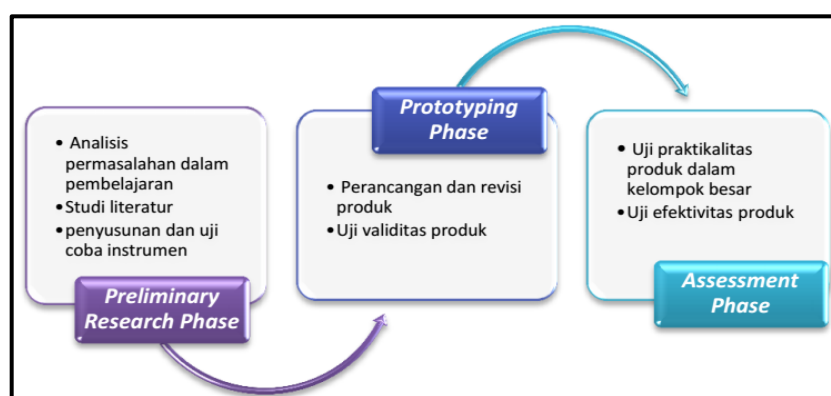 • Analisis
permasalahan dalam
pembelajaran
•Studi literatur
•penyusunan dan uji
coba instrumen
Preliminary
Research Phase
Prototyping
Phase
• Perancangan dan revisi
produk
•Uji validitas produk
• Uji praktikalitas
produk dalam
kelompok besar
•Uji efektivitas produk
Assessment
Phase